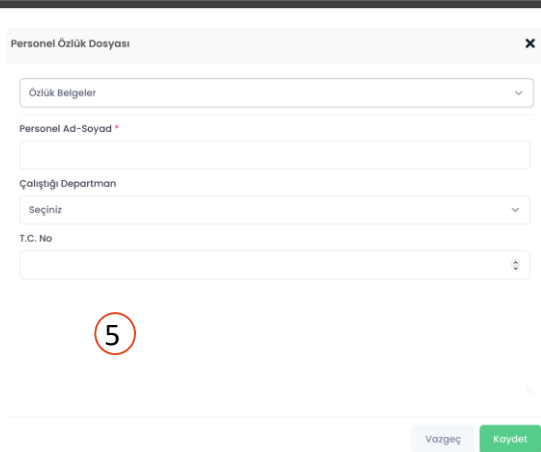 Personel Özlük Dosyası
Özlük Belgeler
Personel Ad-Soyad *
Çalıştığı Departman
Seçiniz
T.C. No
5
Vazgeç Kaydet